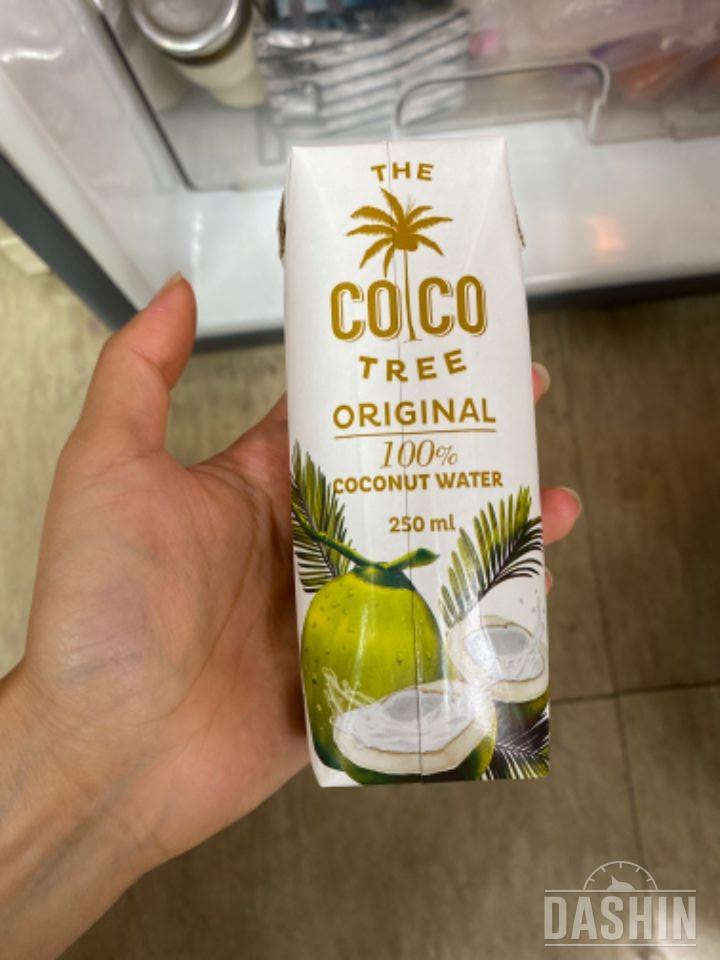 THE
COCO
TREE
ORIGINAL
100%
COCONUT WATER
250 ml
DASHIN